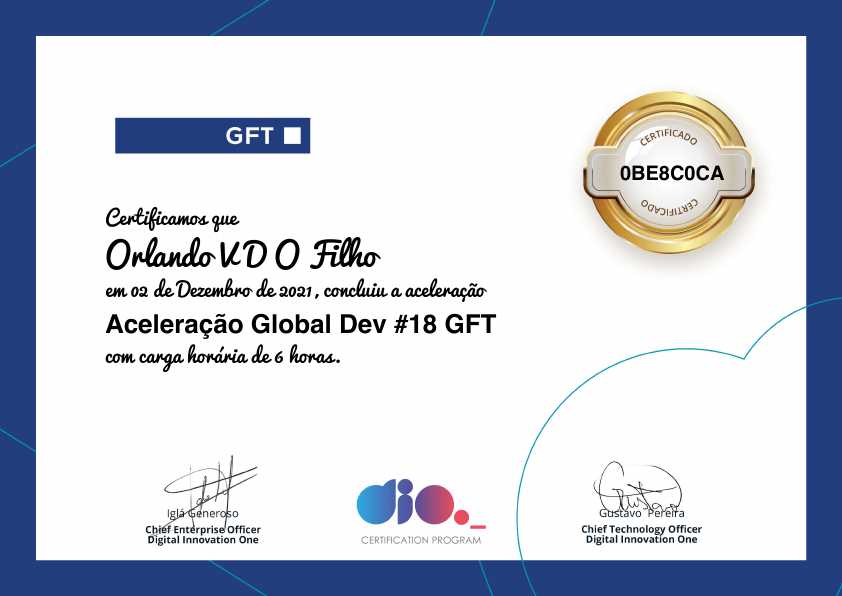 GFT
CERTIFICADO
0BE8C0CA
CERTIFICADO
Certificamos que
Orlando V D O Filho
em 02 de Dezembro de 2021, concluiu a aceleração
Aceleração Global Dev #18 GFT
com carga horária de 6 horas.
Iglá Generoso
Chief Enterprise Officer
Digital Innovation One
dio._
CERTIFICATION PROGRAM
Gustavo Pereira
Chief Technology Officer
Digital Innovation One